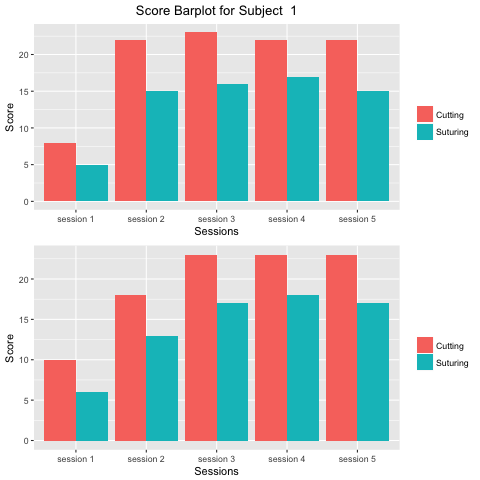 Score Barplot for Subject  1
Score
20
15
10
5
0
session 1 session 2 session 3 session 4 session 5
Sessions
Cutting
Suturing
Score
20
15
10
5
0
session 1 session 2 session 3 session 4 session 5
Sessions
Cutting
Suturing